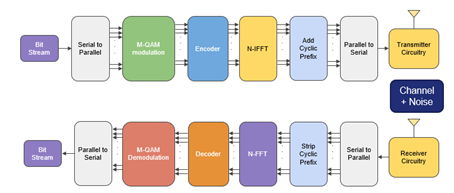 Bit
Stream
Serial to
Parallel
M-QAM
modulation
Encoder
N-IFFT
Add
Cyclic
Prefix
Parallel to
Serial
Transmitter
Circuitry
Channel
+ Noise
Bit
Stream
Parallel to
Serial
M-QAM
Demodulation
Decoder
N-FFT
Strip
Cyclic
Prefix
Serial to
Parallel
Receiver
Circuitry